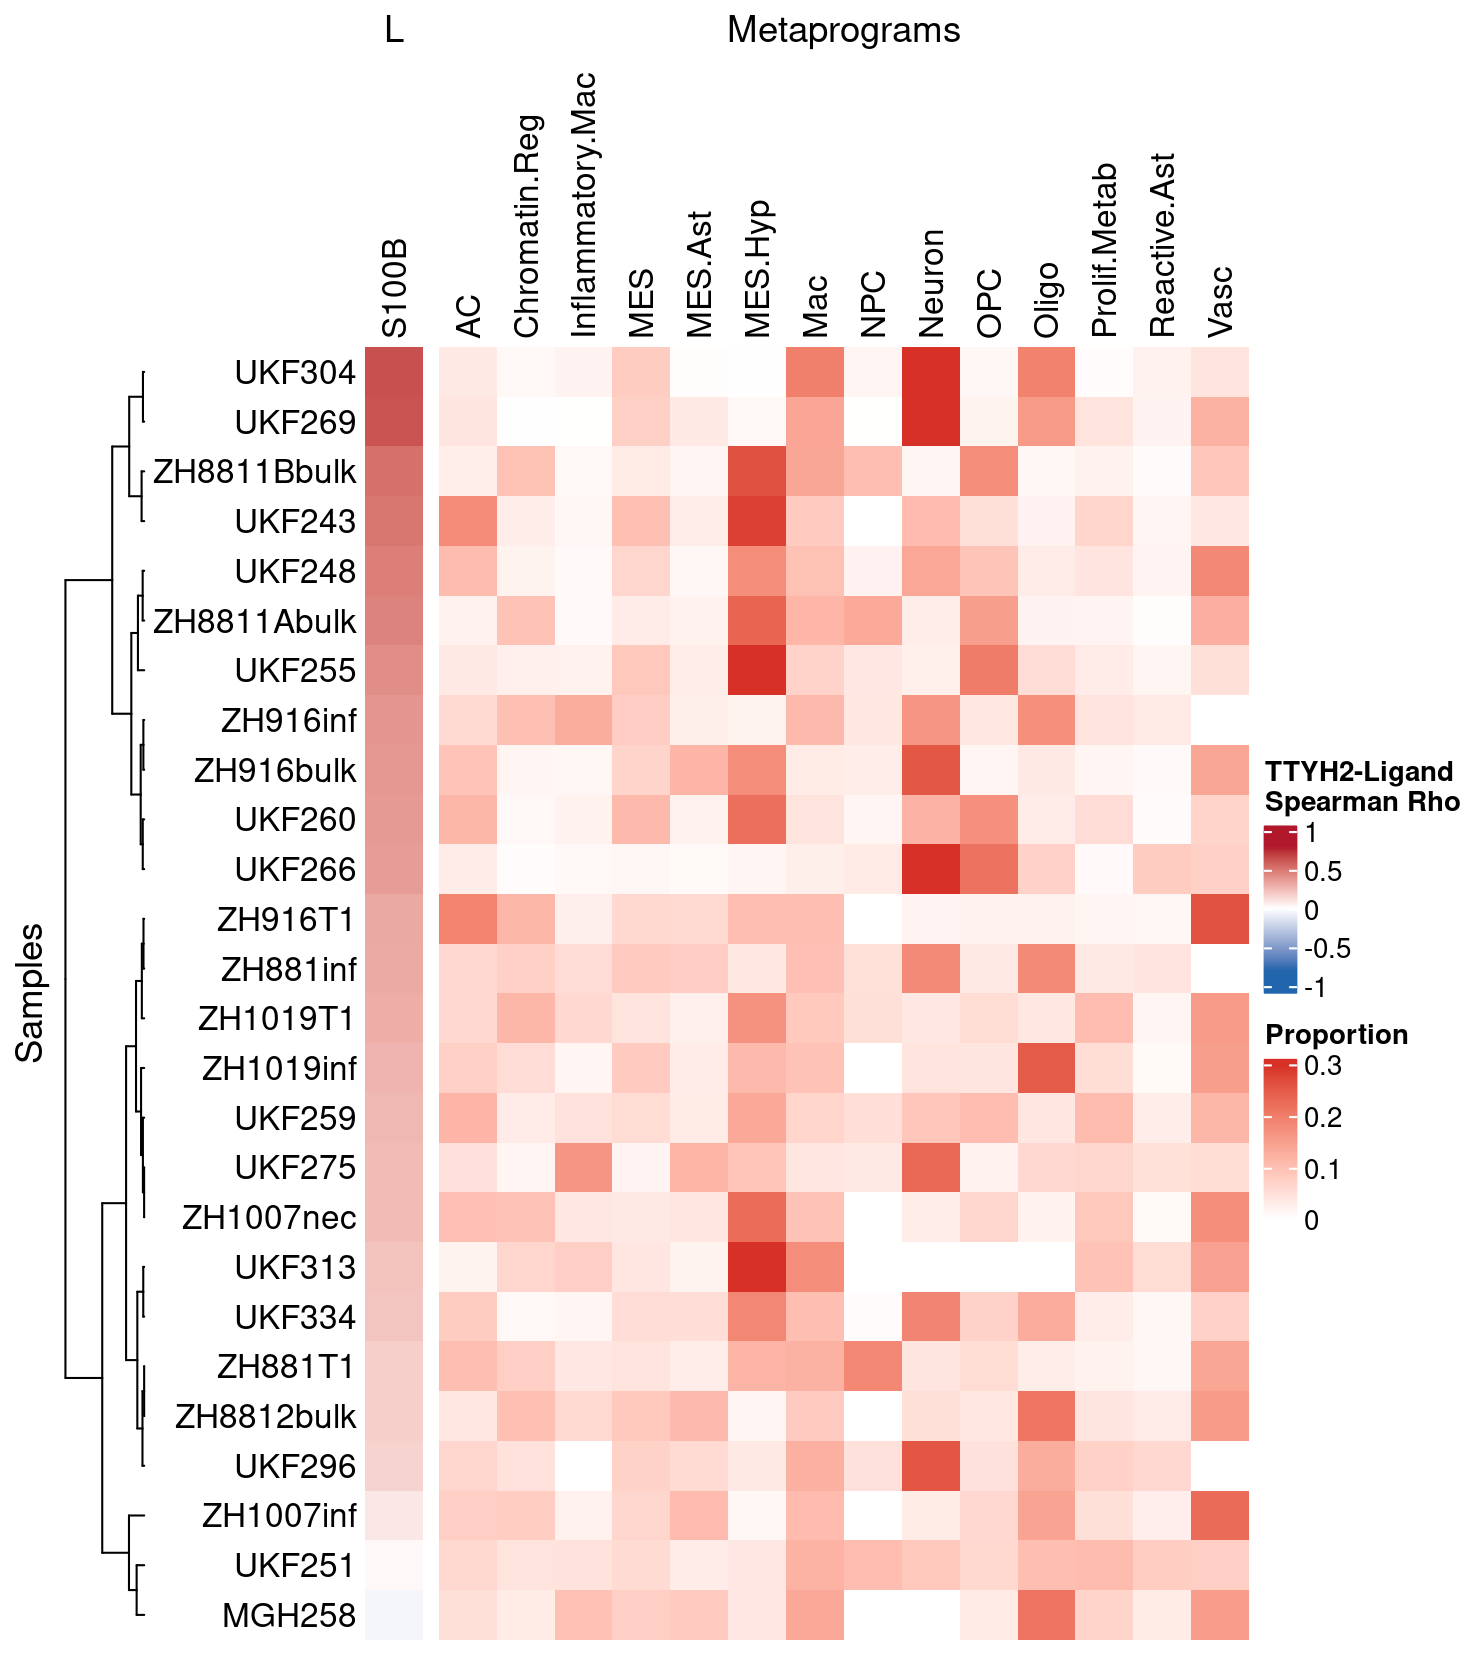 L
Metaprograms
S100B
AC
Chromatin.Reg
Inflammatory.Mac
MES
MES.Ast
MES.Hyp
Mac
NPC
Neuron
OPC
Oligo
Prolif.Metab
Reactive.Ast
Vasc
Samples
UKF304
UKF269
ZH8811Bbulk
UKF243
UKF248
ZH8811Abulk
UKF255
ZH916inf
ZH916bulk
UKF260
UKF266
ZH916T1
ZH881inf
ZH1019T1
ZH1019inf
UKF259
UKF275
ZH1007nec
UKF313
UKF334
ZH881T1
ZH8812bulk
UKF296
ZH1007inf
UKF251
MGH258
TTYH2-Ligand
Spearman Rho
1
0.5
0
-0.5
-1
Proportion
0.3
0.2
0.1
0